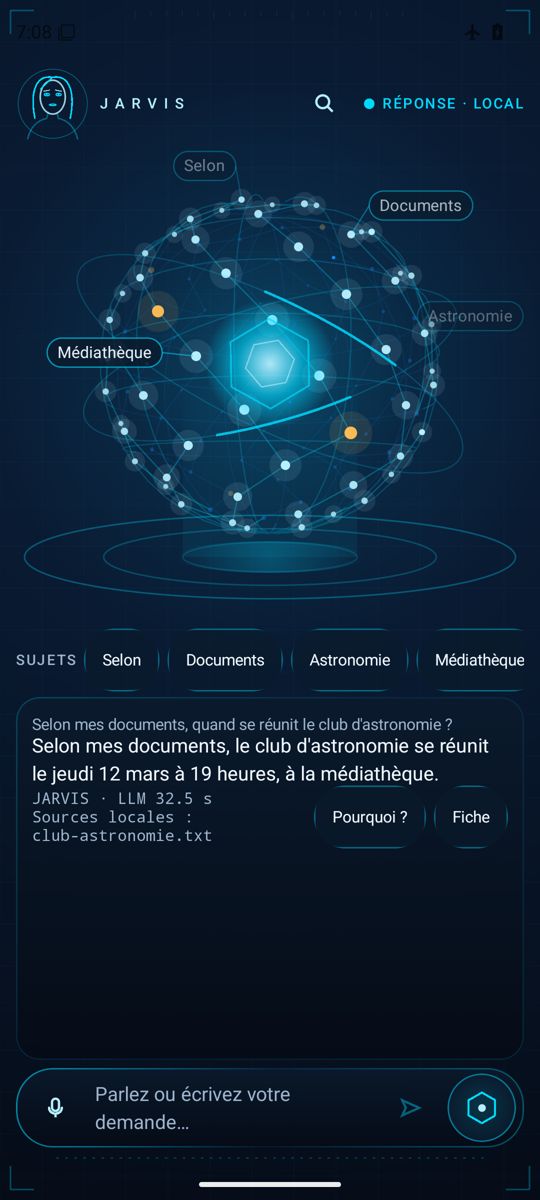 7:08
JARVIS
RÉPONSE · LOCAL
Selon
Documents
Astronomie
Médiathèque
SUJETS
Selon
Documents
Astronomie
Médiathèque
Selon mes documents, quand se réunit le club d'astronomie ?
Selon mes documents, le club d'astronomie se réunit
le jeudi 12 mars à 19 heures, à la médiathèque.
JARVIS · LLM 32.5 s
Sources locales :
club-astronomie.txt
Pourquoi ?
Fiche
Parlez ou écrivez votre
demande…